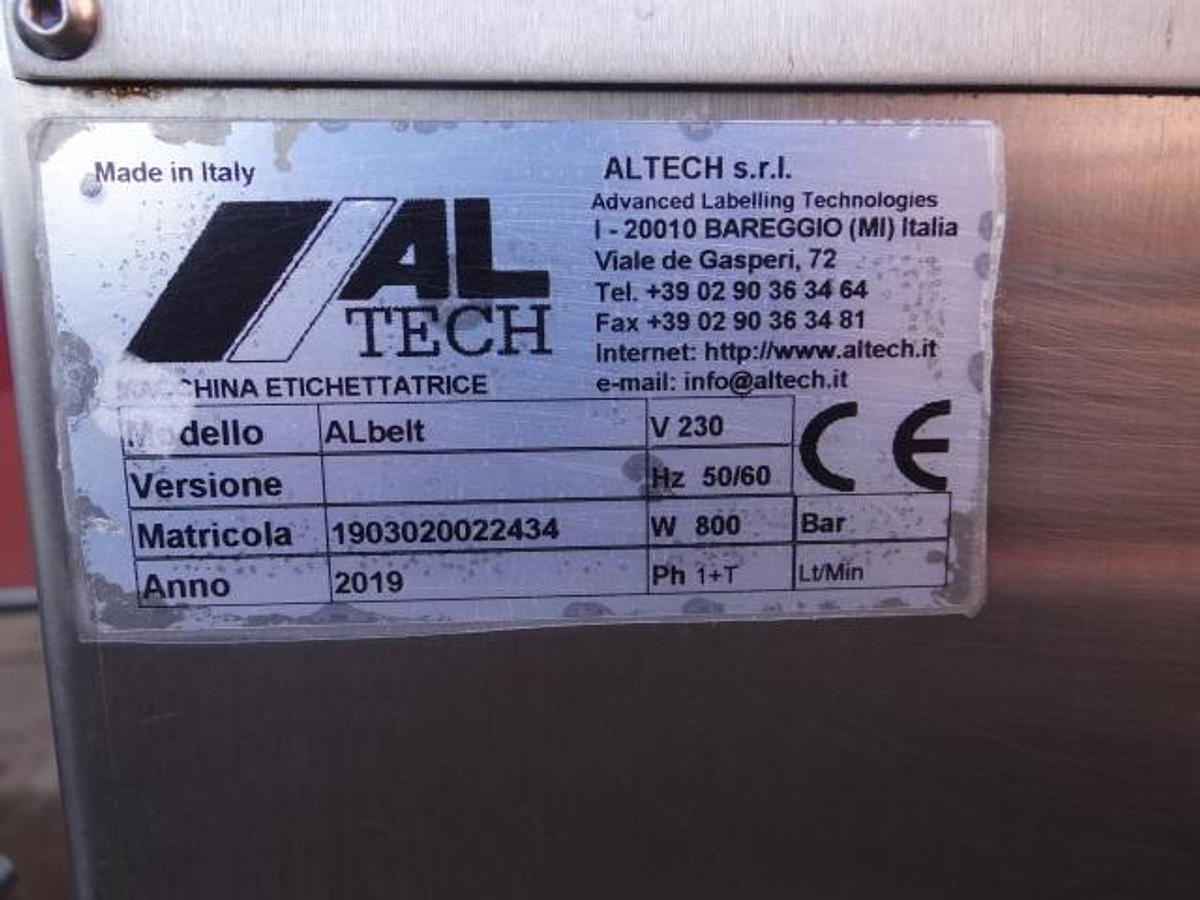 Made in Italy
AL
TECH
ALTECH s.r.l.
Advanced Labelling Technologies
I - 20010 BAREGGIO (MI) Italia
Viale de Gasperi, 72
Tel. +39 02 90 36 34 64
Fax +39 02 90 36 34 81
Internet: http://www.altech.it
e-mail: info@altech.it
MACCHINA ETICHETTATRICE
Modello ALbelt V 230
Versione Hz 50/60
Matricola 1903020022434 W 800 Bar
Anno 2019 Ph 1+T Lt/Min
CE